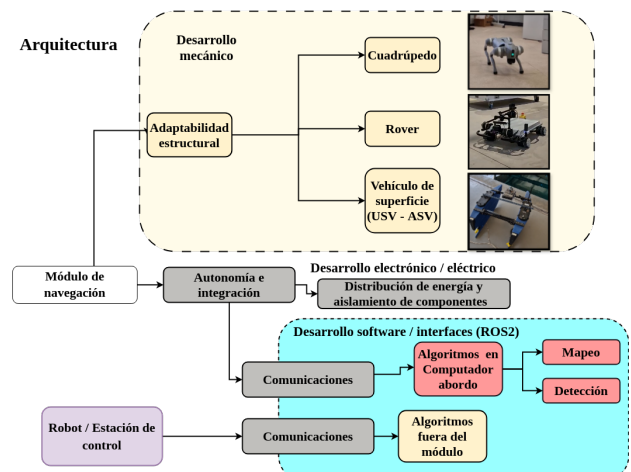 Arquitectura
Desarrollo
mecánico
Cuadrúpedo
Adaptabilidad
estructural
Rover
Vehículo de
superficie
(USV - ASV)
Módulo de
navegación
Autonomía e
integración
Desarrollo electrónico / eléctrico
Distribución de energía y
aislamiento de componentes
Desarrollo software / interfaces (ROS2)
Comunicaciones
Algoritmos en
Computador
abordo
Mapeo
Detección
Robot / Estación de
control
Comunicaciones
Algoritmos
fuera del
módulo